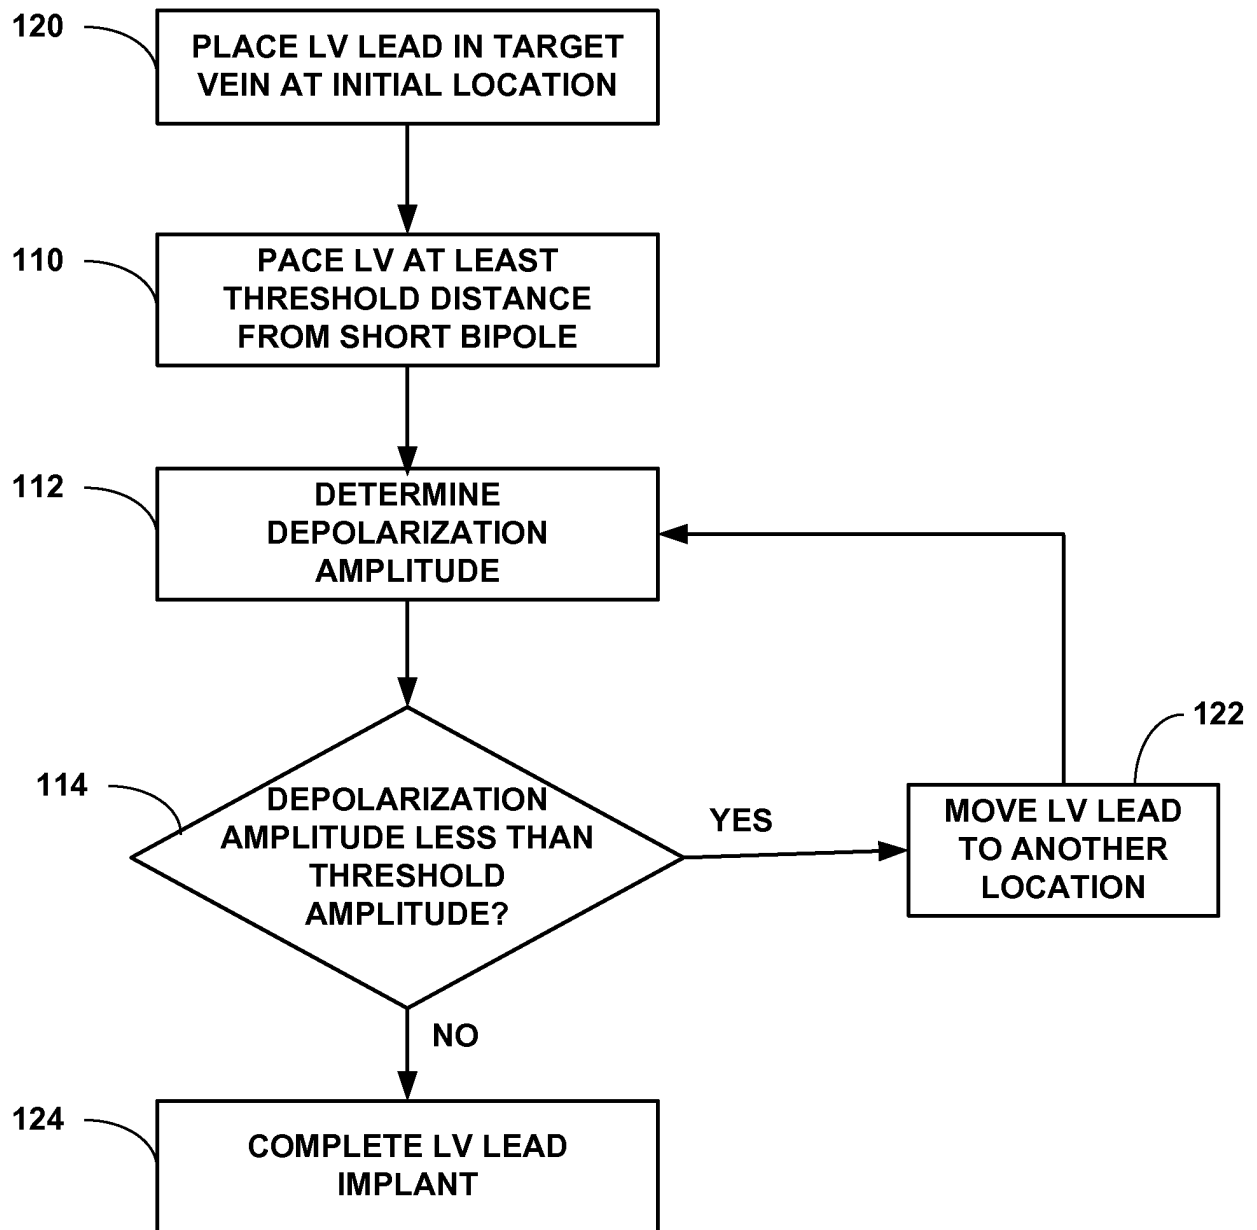 120
PLACE LV LEAD IN TARGET
VEIN AT INITIAL LOCATION
110
PACE LV AT LEAST
THRESHOLD DISTANCE
FROM SHORT BIPOLE
112
DETERMINE
DEPOLARIZATION
AMPLITUDE
114
DEPOLARIZATION
AMPLITUDE LESS THAN
THRESHOLD
AMPLITUDE?
YES
122
MOVE LV LEAD
TO ANOTHER
LOCATION
NO
124
COMPLETE LV LEAD
IMPLANT